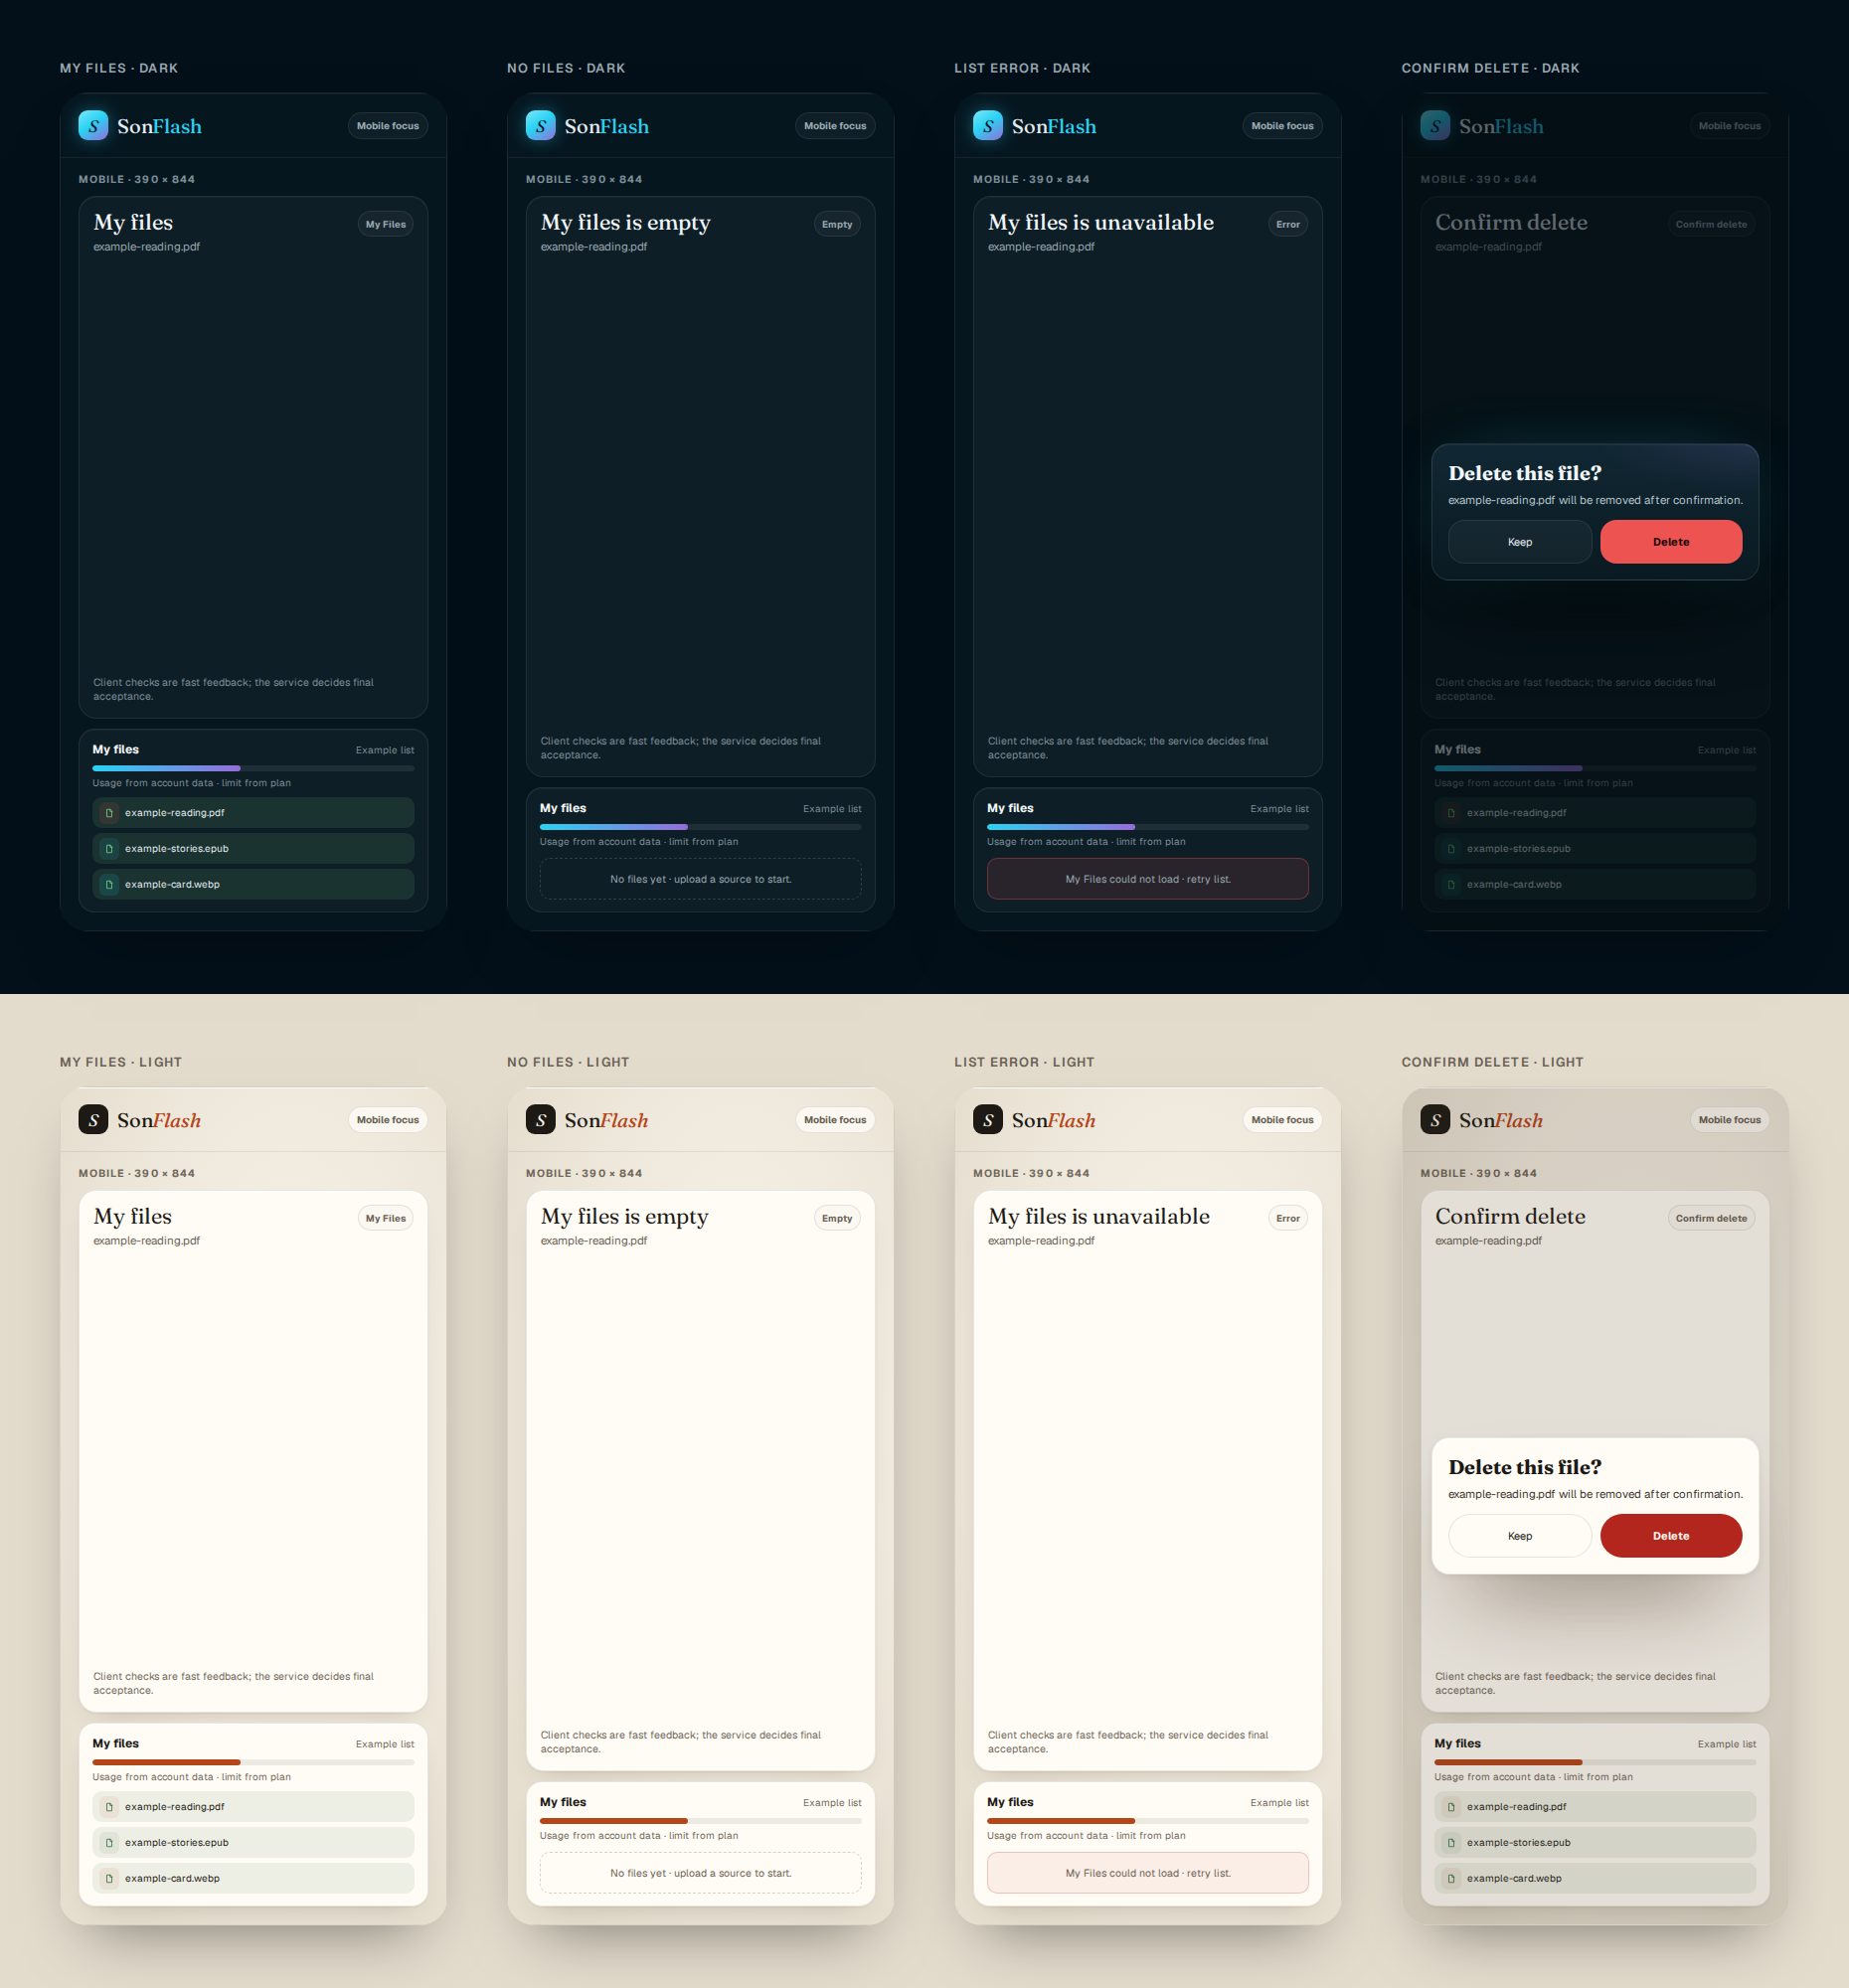 MY FILES · DARK
SonFlash
Mobile focus
MOBILE · 390 × 844
My files
My Files
example-reading.pdf
Client checks are fast feedback; the service decides final
acceptance.
My files
Example list
Usage from account data · limit from plan
example-reading.pdf
example-stories.epub
example-card.webp
NO FILES · DARK
S
SonFlash
Mobile focus
MOBILE · 390 × 844
My files is empty
Empty
example-reading.pdf
Client checks are fast feedback; the service decides final
acceptance.
My files
Example list
Usage from account data · limit from plan
No files yet · upload a source to start.
LIST ERROR · DARK
S
SonFlash
Mobile focus
MOBILE · 390 × 844
My files is unavailable
Error
example-reading.pdf
Client checks are fast feedback; the service decides final
acceptance.
My files
Example list
Usage from account data · limit from plan
My Files could not load · retry list.
CONFIRM DELETE · DARK
S
SonFlash
Mobile focus
MOBILE · 390 × 844
Confirm delete
Confirm delete
example-reading.pdf
Delete this file?
example-reading.pdf will be removed after confirmation.
Keep
Delete
Client checks are fast feedback; the service decides final
acceptance.
My files
Example list
Usage from account data · limit from plan
example-reading.pdf
example-stories.epub
example-card.webp
MY FILES · LIGHT
S
SonFlash
Mobile focus
MOBILE · 390 × 844
My files
My Files
example-reading.pdf
Client checks are fast feedback; the service decides final
acceptance.
My files
Example list
Usage from account data · limit from plan
example-reading.pdf
example-stories.epub
example-card.webp
NO FILES · LIGHT
S
SonFlash
Mobile focus
MOBILE · 390 × 844
My files is empty
Empty
example-reading.pdf
Client checks are fast feedback; the service decides final
acceptance.
My files
Example list
Usage from account data · limit from plan
No files yet · upload a source to start.
LIST ERROR · LIGHT
S
SonFlash
Mobile focus
MOBILE · 390 × 844
My files is unavailable
Error
example-reading.pdf
Client checks are fast feedback; the service decides final
acceptance.
My files
Example list
Usage from account data · limit from plan
My Files could not load · retry list.
CONFIRM DELETE · LIGHT
S
SonFlash
Mobile focus
MOBILE · 390 × 844
Confirm delete
Confirm delete
example-reading.pdf
Delete this file?
example-reading.pdf will be removed after confirmation.
Keep
Delete
Client checks are fast feedback; the service decides final
acceptance.
My files
Example list
Usage from account data · limit from plan
example-reading.pdf
example-stories.epub
example-card.webp